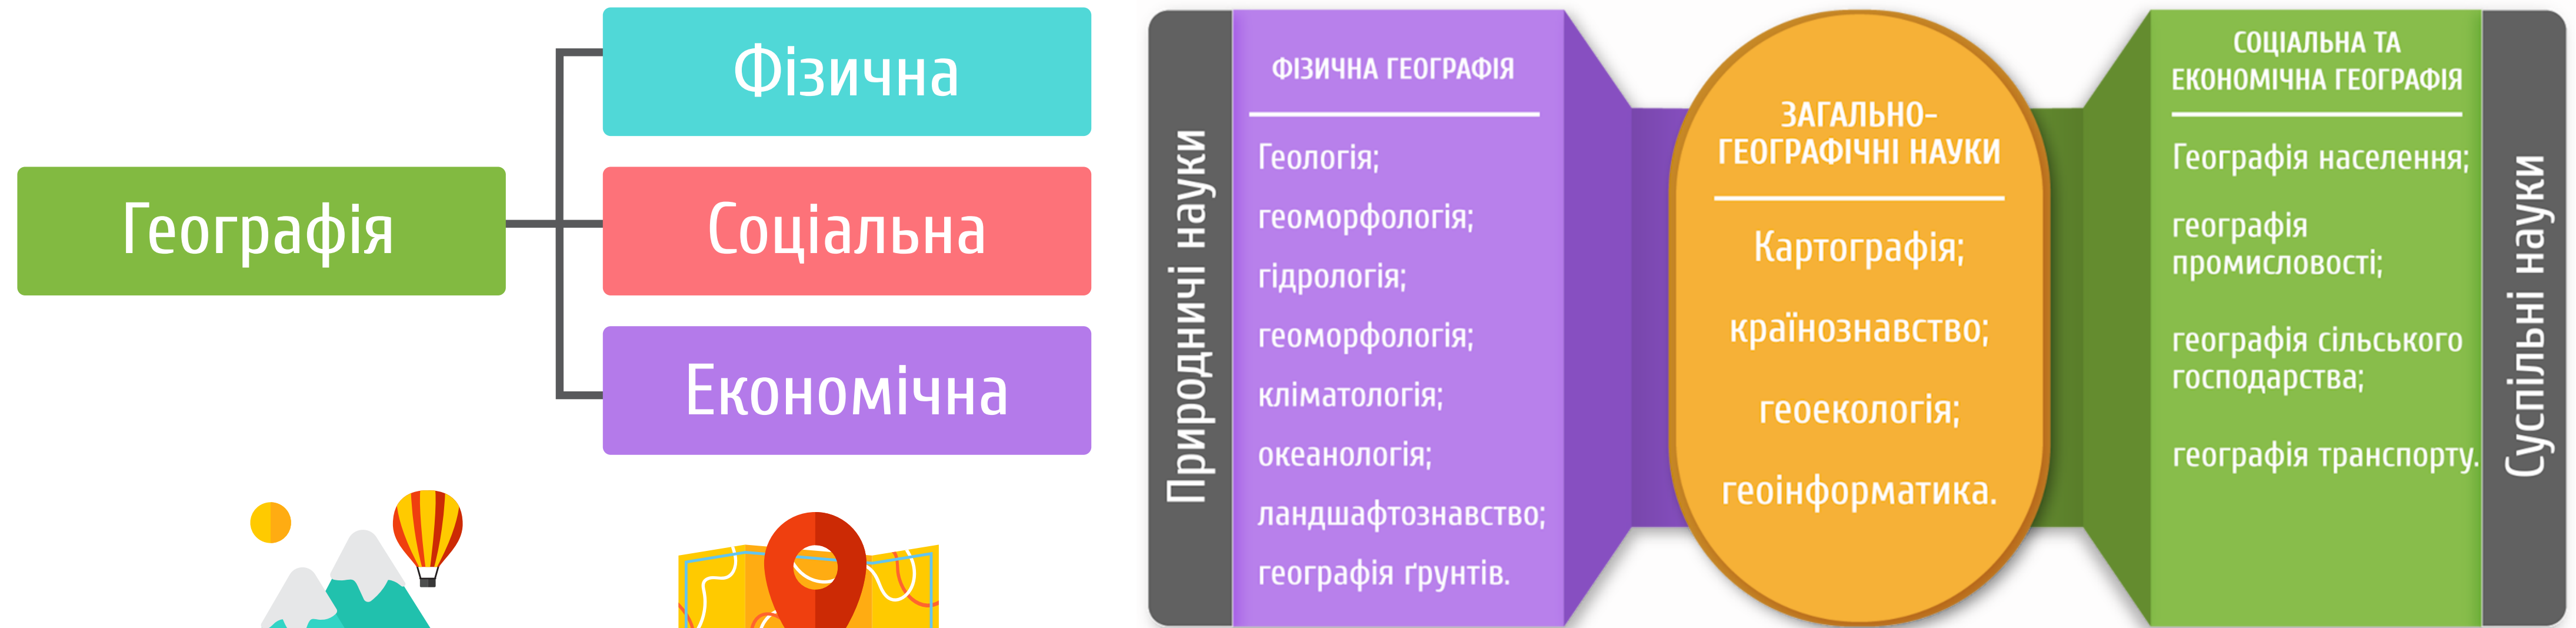 Географія
Фізична
Соціальна
Економічна
Природничі науки
ФІЗИЧНА ГЕОГРАФІЯ
Геологія;
геоморфологія;
гідрологія;
геоморфологія;
кліматологія;
океанологія;
ландшафтознавство;
географія ґрунтів.
ЗАГАЛЬНО-
ГЕОГРАФІЧНІ НАУКИ
Картографія;
країнознавство;
геоекологія;
геоінформатика.
СОЦІАЛЬНА ТА
ЕКОНОМІЧНА ГЕОГРАФІЯ
Географія населення;
географія
промисловості;
географія сільського
господарства;
географія транспорту.
Суспільні науки